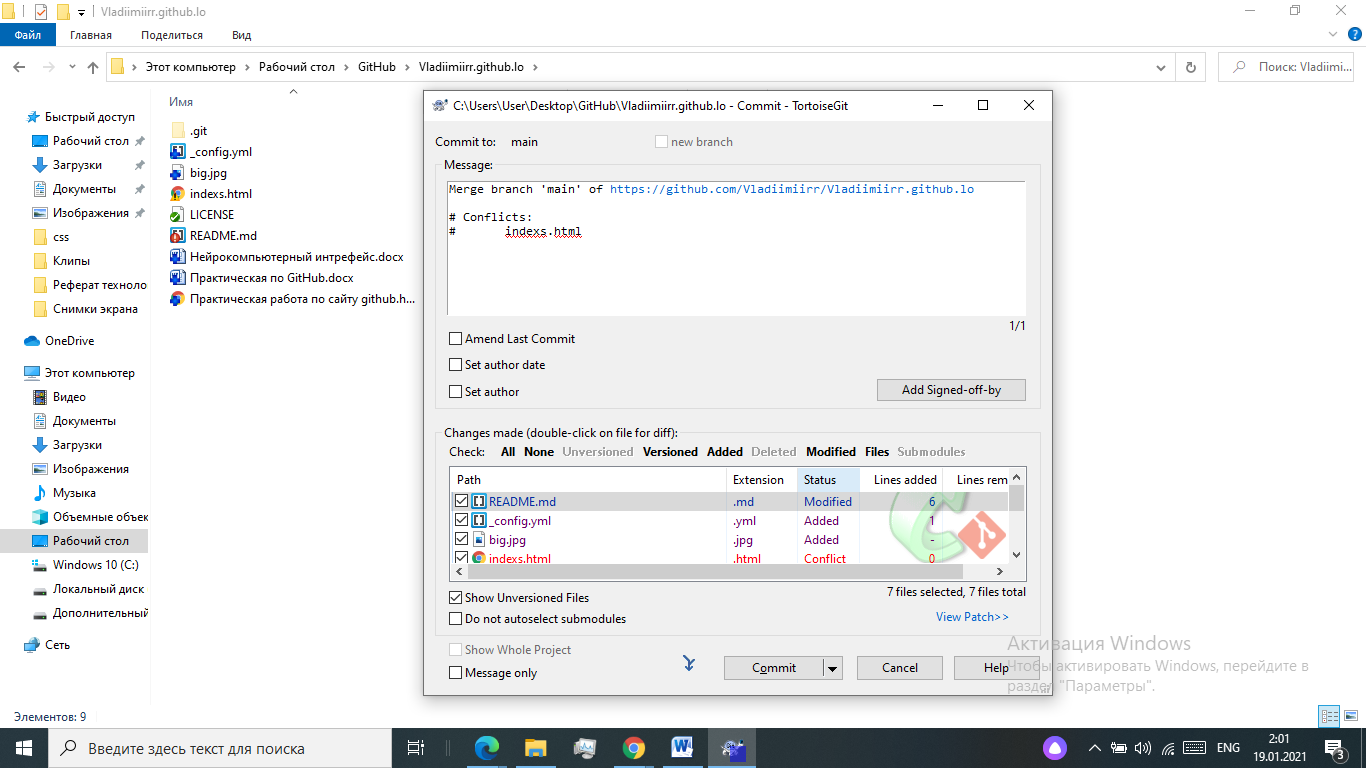 Vladiimiirr.github.Io
Файл Главная Поделиться Вид
Этот компьютер Рабочий стол GitHub Vladiimiirr.github.Io
Поиск: Vladiimi...
Быстрый доступ
Рабочий стол
Загрузки
Документы
Изображения
css
Клипы
Реферат техноло
Снимки экрана
OneDrive
Этот компьютер
Видео
Документы
Загрузки
Изображения
Музыка
Объемные объек
Рабочий стол
Windows 10 (C:)
Локальный диск
Дополнительный
Сеть
Имя
.git
_config.yml
big.jpg
indexs.html
LICENSE
README.md
Нейрокомпьютерный интрефейс.docx
Практическая по GitHub.docx
Практическая работа по сайту github.h...
C:\Users\User\Desktop\GitHub\Vladiimiirr.github.Io - Commit - TortoiseGit
Commit to: main new branch
Message:
Merge branch 'main' of https://github.com/Vladiimiirr/Vladiimiirr.github.Io
# Conflicts:
# indexs.html
1/1
Amend Last Commit
Set author date
Set author
Add Signed-off-by
Changes made (double-click on file for diff):
Check: All None Unversioned Versioned Added Deleted Modified Files Submodules
Path Extension Status Lines added Lines rem
README.md .md Modified 6
_config.yml .yml Added 1
big.jpg .jpg Added -
indexs.html .html Conflict 0
Show Unversioned Files
7 files selected, 7 files total
Do not autoselect submodules
View Patch>>
Show Whole Project
Message only
Commit Cancel Help
Активация Windows
Чтобы активировать Windows, перейдите в
раздел "Параметры".
Элементов: 9
Введите здесь текст для поиска
ENG
2:01
19.01.2021
3